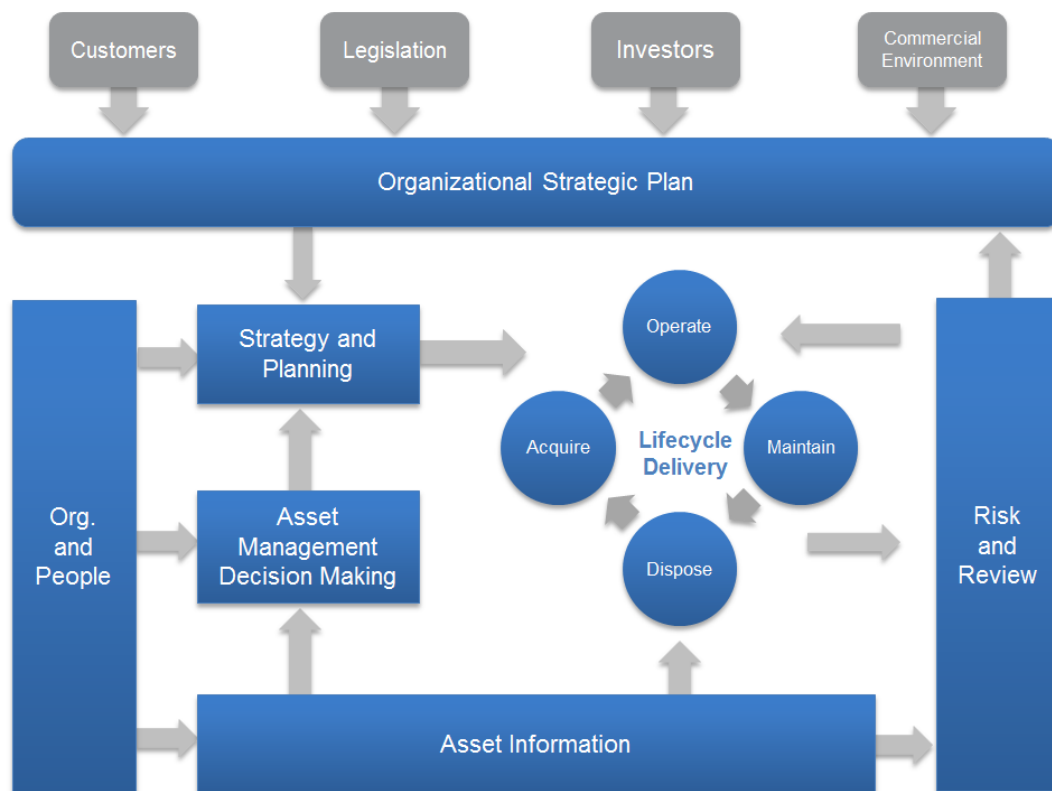 Customers
Legislation
Investors
Commercial
Environment
Organizational Strategic Plan
Strategy and
Planning
Operate
Acquire
Lifecycle
Delivery
Maintain
Org.
and
People
Asset
Management
Decision Making
Dispose
Risk
and
Review
Asset Information